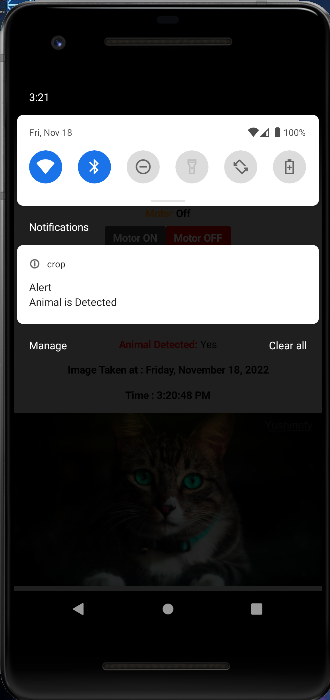 3:21
Fri, Nov 18
100%
Motor Off
Notifications
Motor ON Motor OFF
crop
Alert
Animal is Detected
Manage
Animal Detected: Yes
Clear all
Image Taken at : Friday, November 18, 2022
Time : 3:20:48 PM